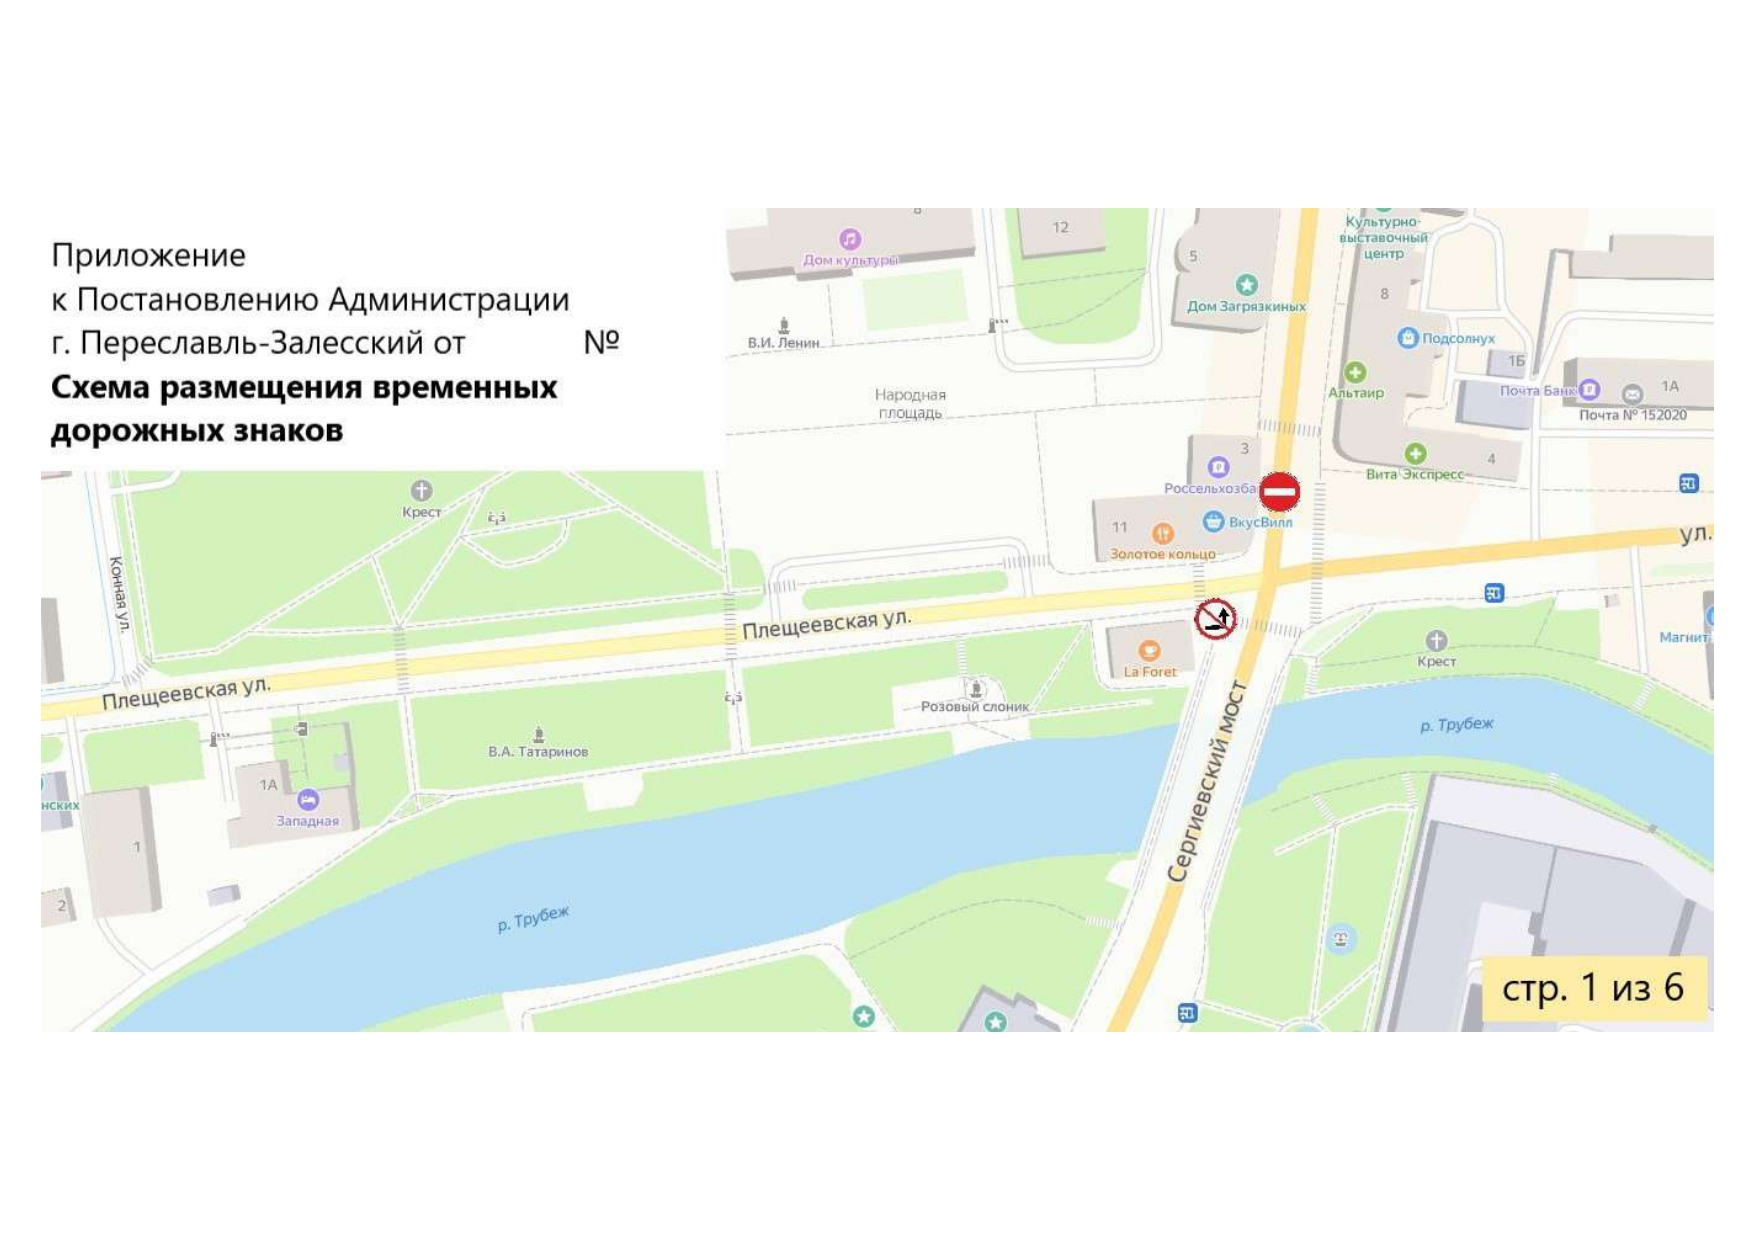 Приложение
к Постановлению Администрации
г. Переславль-Залесский от №
Схема размещения временных
дорожных знаков
8
12
Дом культуры
5
Дом Загрязкиных
Культурно-
выставочный
центр
8
В.И. Ленин
Подсолнух
1Б
Почта Банк
1А
Почта № 152020
Альтаир
Народная
площадь
3
4
Вита Экспресс
Россельхозба
11
ВкусВилл
Золотое кольцо
ул.
Крест
Конная ул.
Плещеевская ул.
La Foret
Крест
Магнит
Плещеевская ул.
Розовый слоник
В.А. Татаринов
Сергиевский мост
р. Трубеж
1А
Западная
нских
1
2
р. Трубеж
стр. 1 из 6